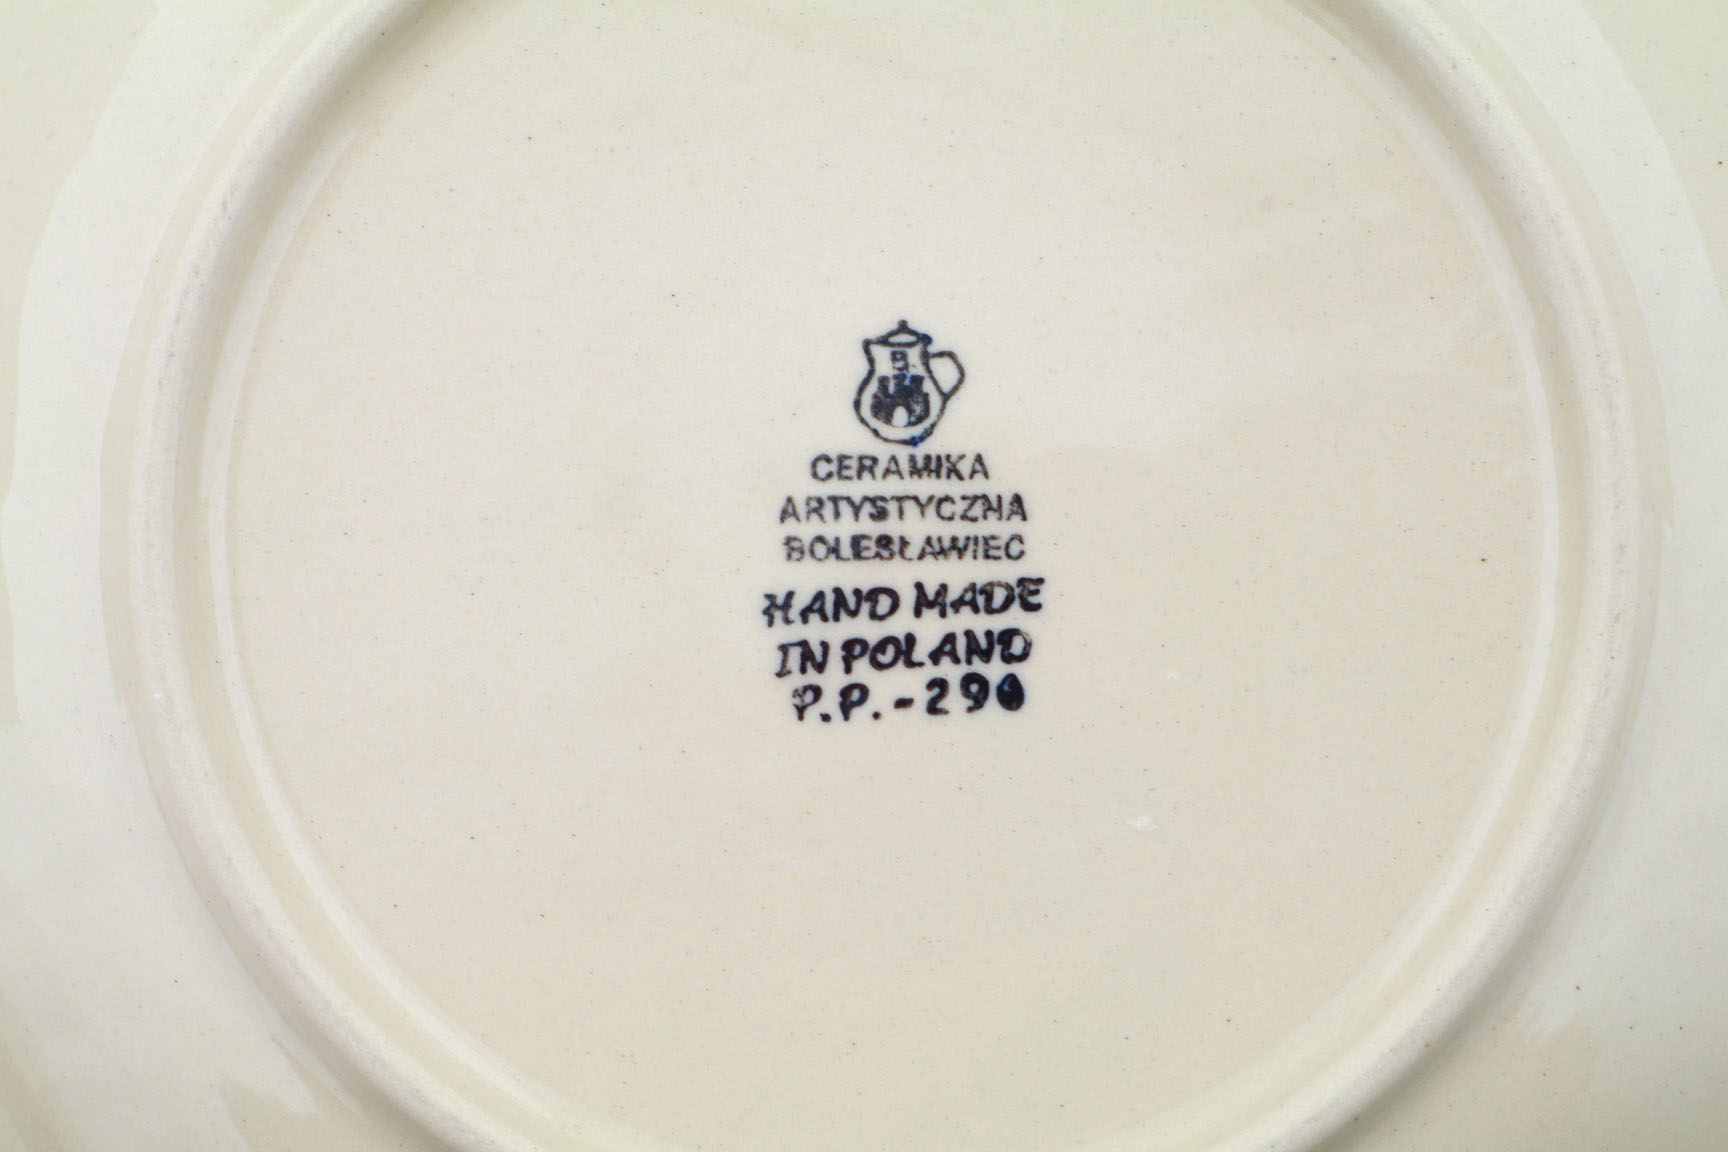 B
CERAMIKA
ARTYSTYCZNA
BOLESŁAWIEC
HAND MADE
IN POLAND
P.P.-290